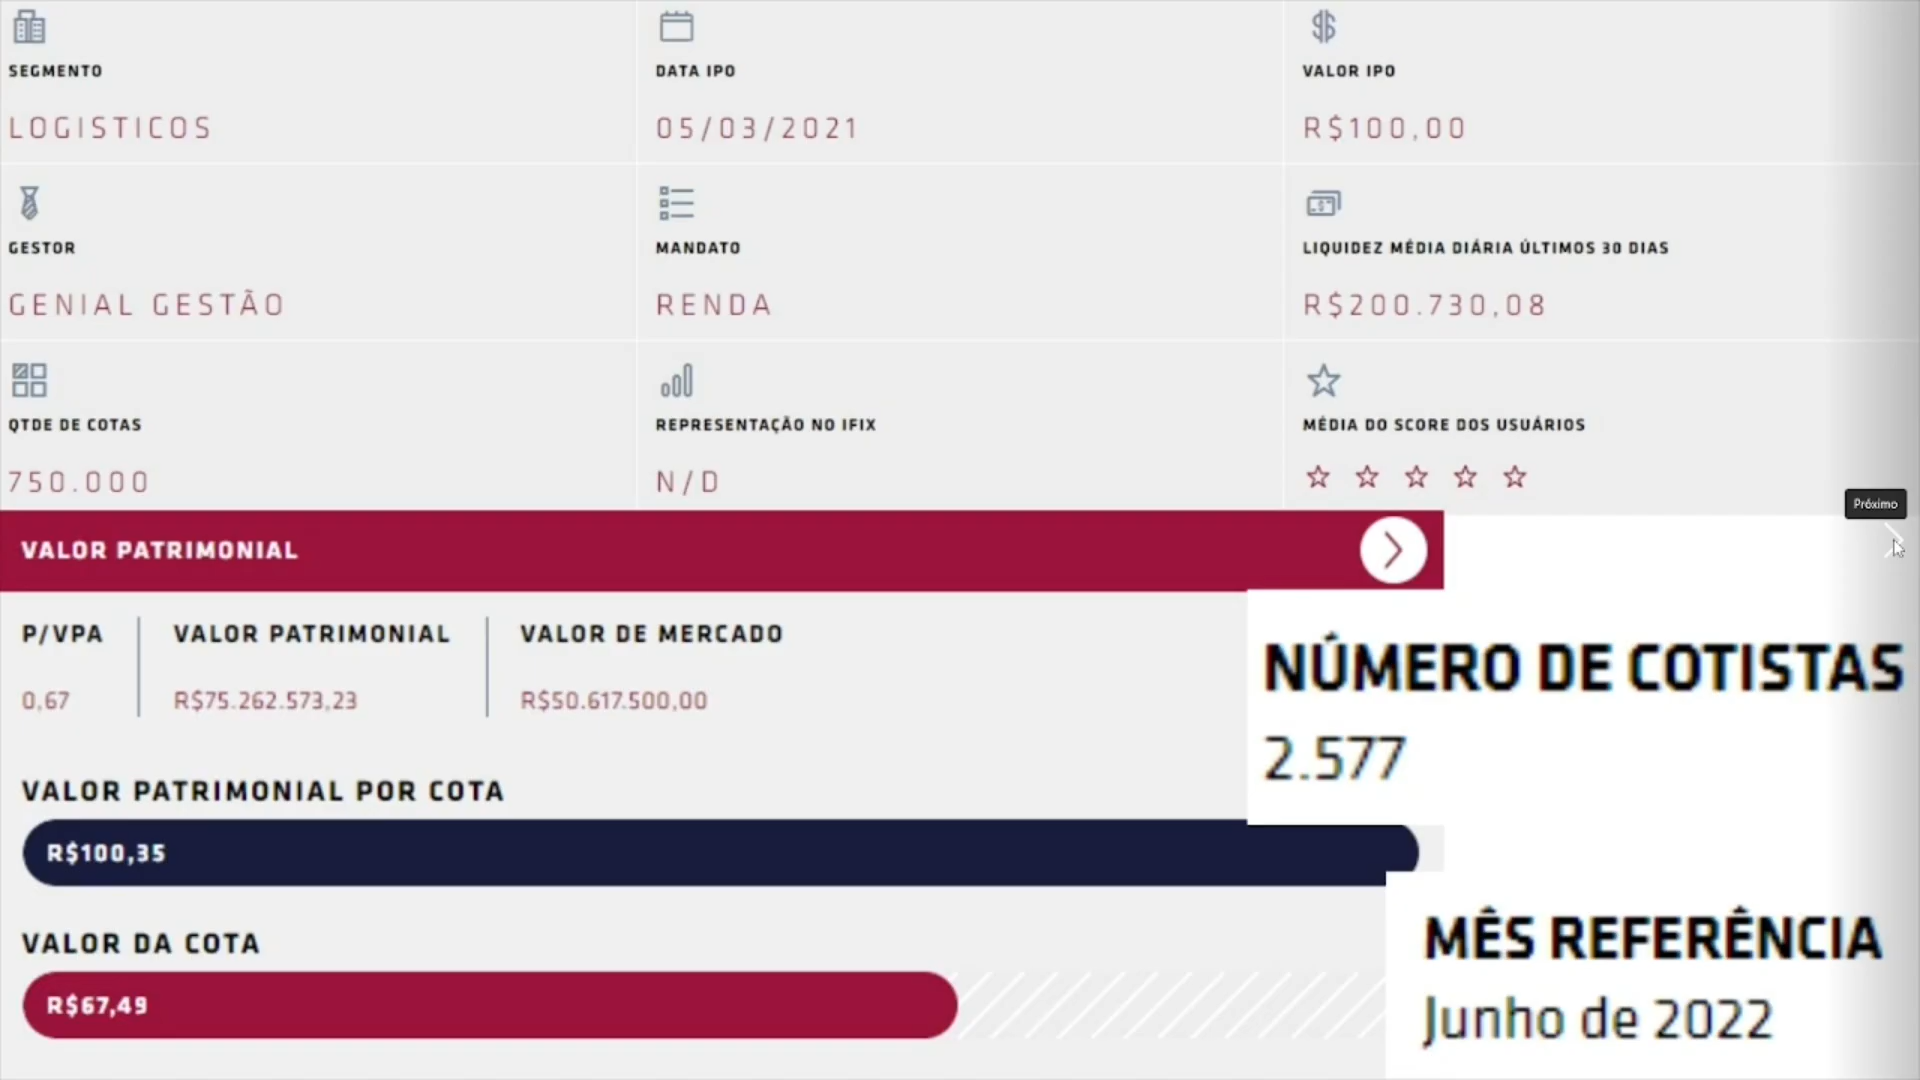 SEGMENTO
LOGISTICOS
DATA IPO
05/03/2021
VALOR IPO
R$100,00
GESTOR
GENIAL GESTÃO
MANDATO
RENDA
LIQUIDEZ MÉDIA DIÁRIA ÚLTIMOS 30 DIAS
R$200.730,08
QTDE DE COTAS
750.000
REPRESENTAÇÃO NO IFIX
N/D
MÉDIA DO SCORE DOS USUÁRIOS
Próximo
VALOR PATRIMONIAL
P/VPA
0,67
VALOR PATRIMONIAL
R$75.262.573,23
VALOR DE MERCADO
R$50.617.500,00
NÚMERO DE COTISTAS
2.577
VALOR PATRIMONIAL POR COTA
R$100,35
VALOR DA COTA
R$67,49
MÊS REFERÊNCIA
Junho de 2022